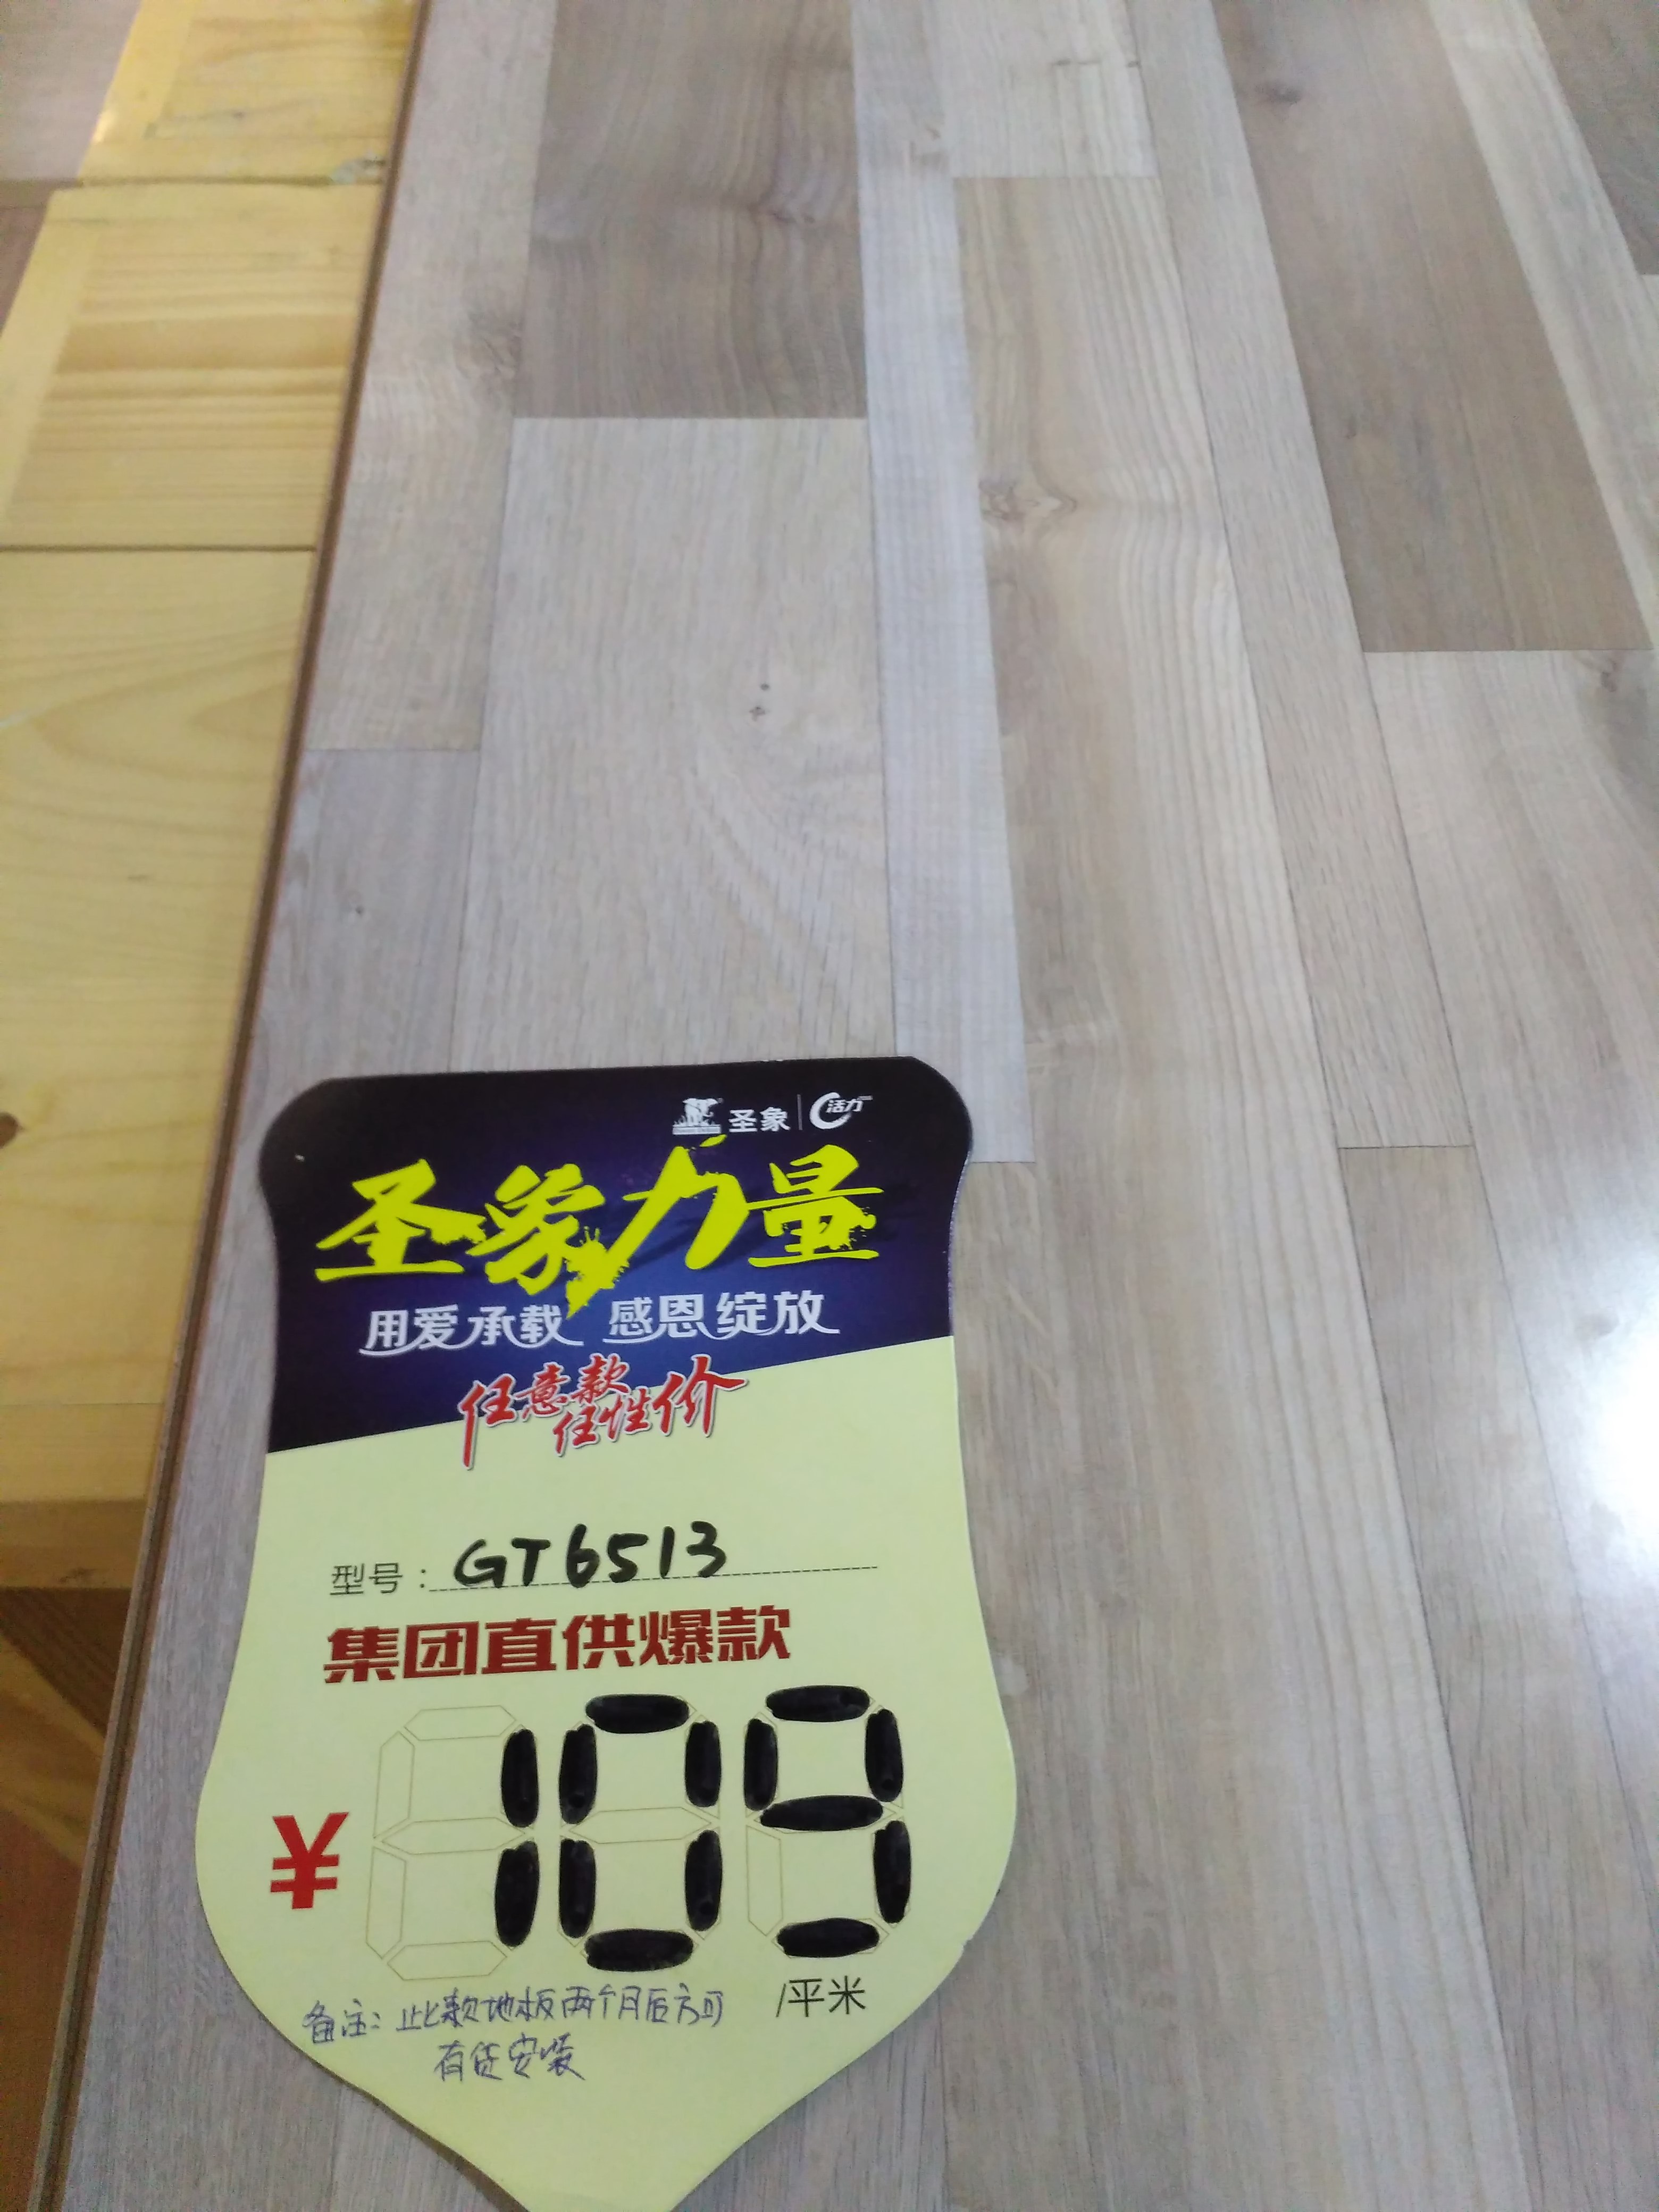 圣象 活力
圣象力量
用爱承载 感恩绽放
任意款
任性价
型号：GT6513
集团直供爆款
¥109
/平米
备注：此款地板两个月后方可
有货安装